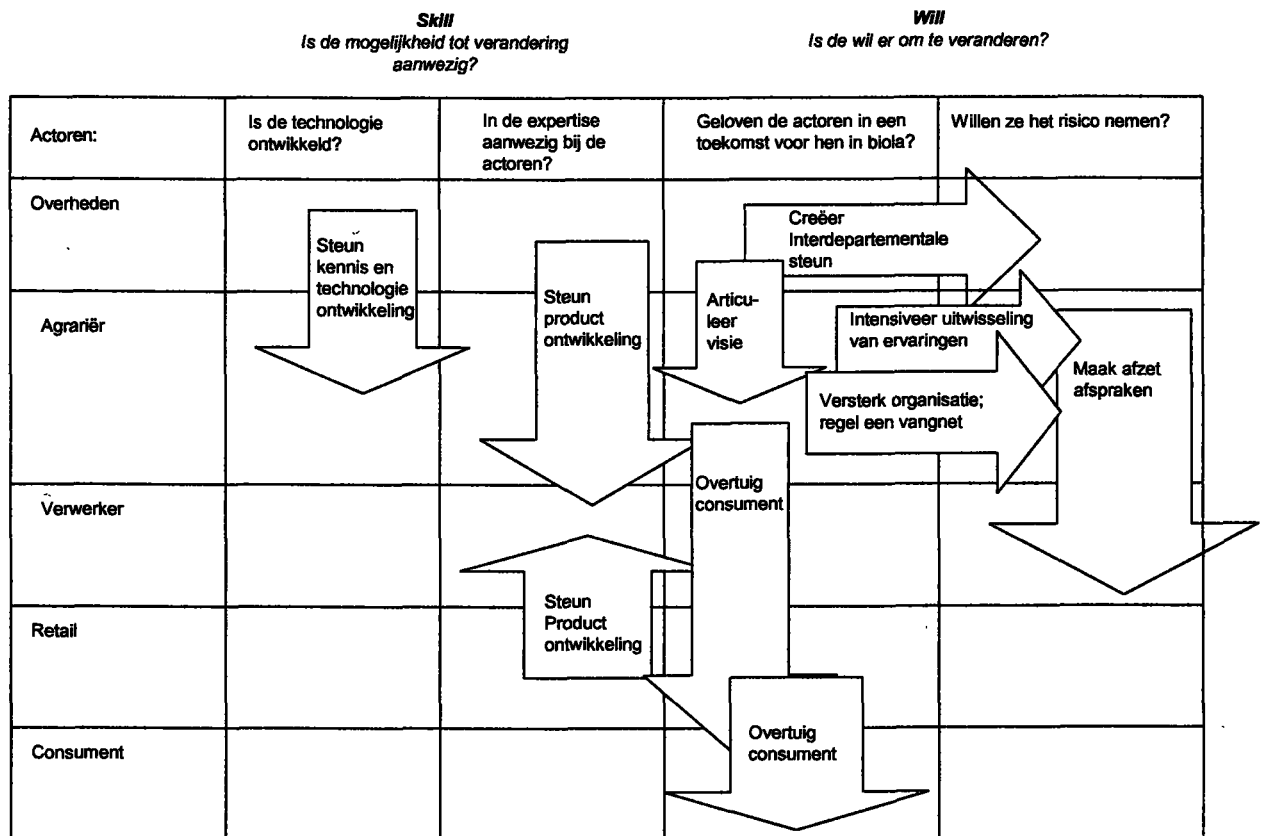 Skill
Is de mogelijkheid tot verandering
aanwezig?
Will
Is de wil er om te veranderen?
Actoren:
Is de technologie
ontwikkeld?
In de expertise
aanwezig bij de
actoren?
Geloven de actoren in een
toekomst voor hen in biola?
Willen ze het risico nemen?
Overheden
Steun
kennis en
technologie
ontwikkeling
Steun
product
ontwikkeling
Creëer
Interdepartementale
steun
Articu-
leer
visie
Agrariër
Intensiveer uitwisseling
van ervaringen
Versterk organisatie;
regel een vangnet
Maak afzet
afspraken
Overtuig
consument
Verwerker
Steun
Product
ontwikkeling
Retail
Overtuig
consument
Consument